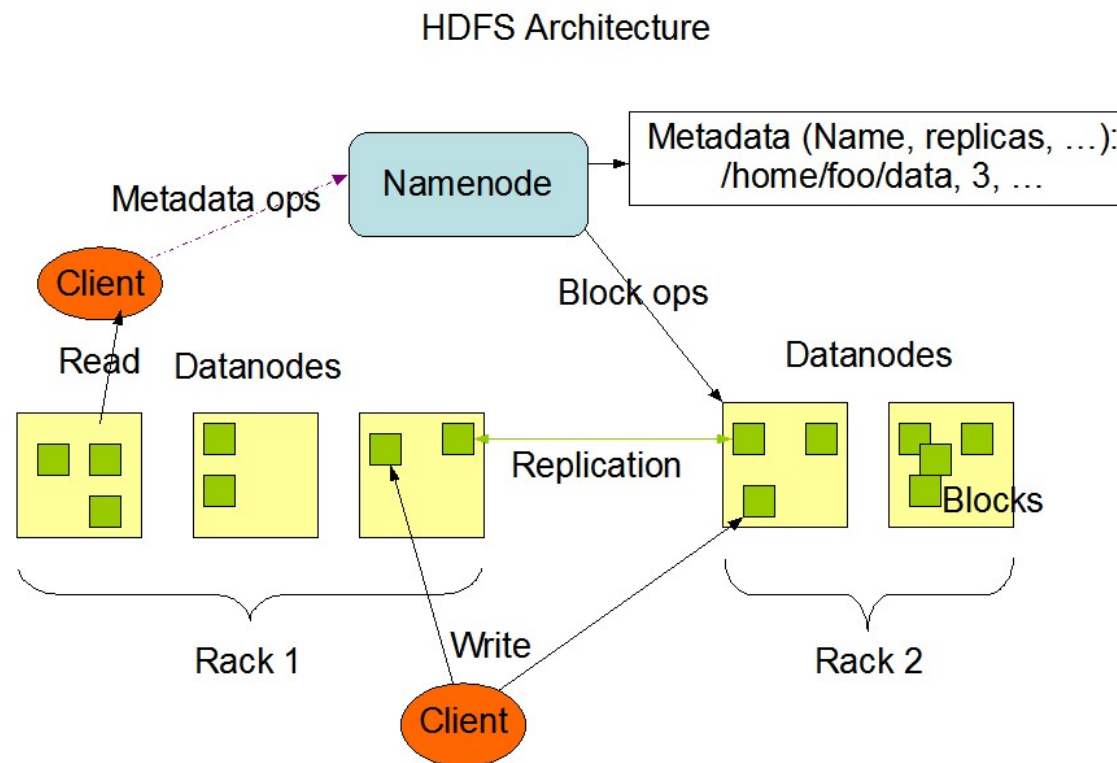 HDFS Architecture
Metadata (Name, replicas, …):
/home/foo/data, 3, …
Namenode
Metadata ops
Client
Block ops
Read
Datanodes
Datanodes
Replication
Blocks
Rack 1
Write
Rack 2
Client